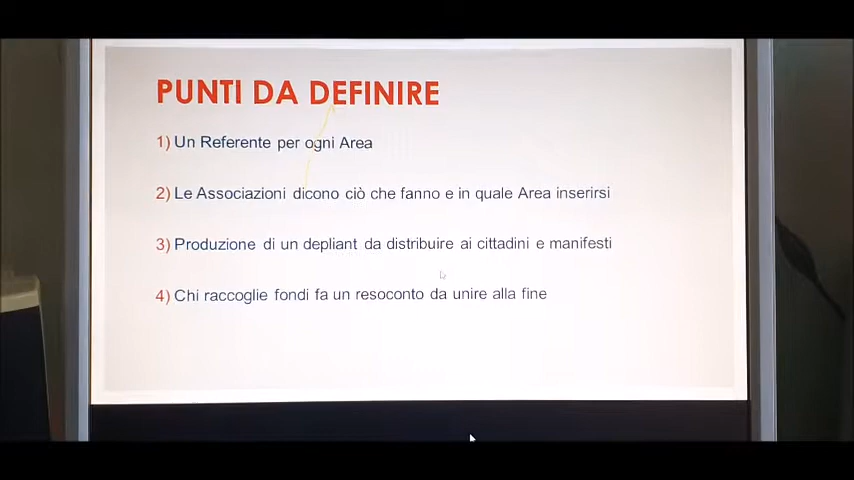 PUNTI DA DEFINIRE
1) Un Referente per ogni Area
2) Le Associazioni dicono ciò che fanno e in quale Area inserirsi
3) Produzione di un depliant da distribuire ai cittadini e manifesti
4) Chi raccoglie fondi fa un resoconto da unire alla fine